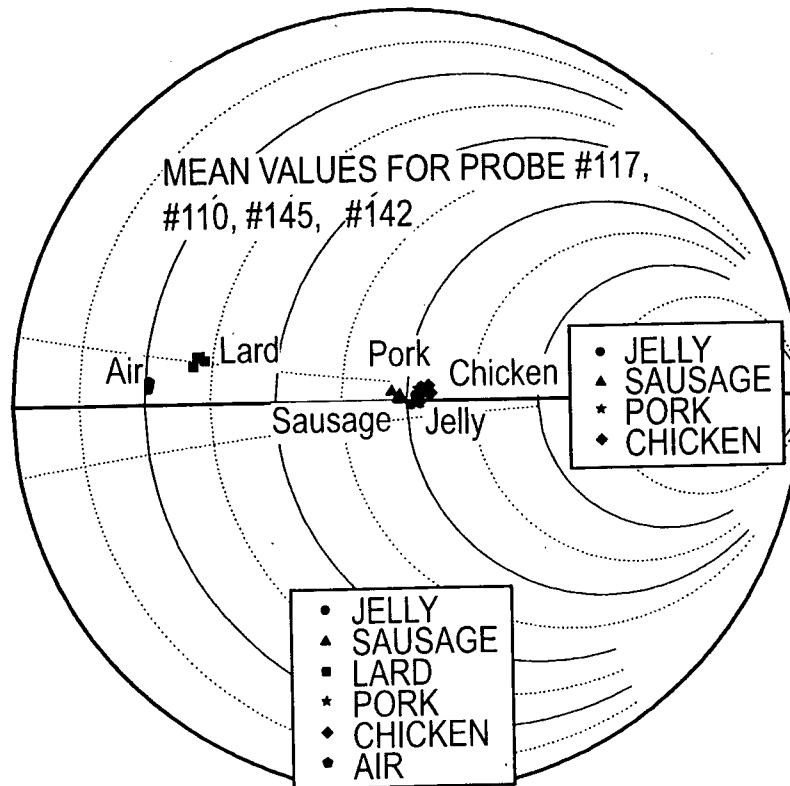 MEAN VALUES FOR PROBE #117,
#110, #145, #142
Air
Lard
Pork
Chicken
Sausage
Jelly
JELLY
SAUSAGE
PORK
CHICKEN
JELLY
SAUSAGE
LARD
PORK
CHICKEN
AIR